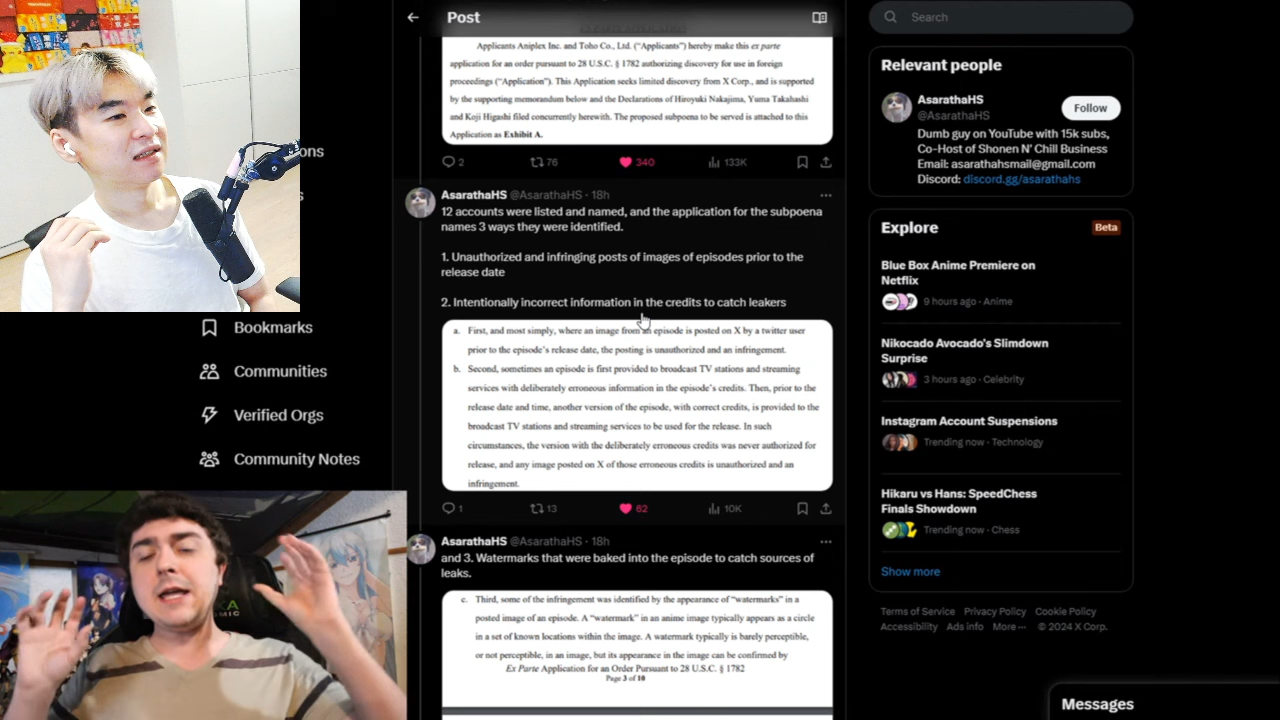 Post
Search
Applicants Aniplex Inc. and Toho Co., Ltd. ("Applicants") hereby make this ex parte
application for an order pursuant to 28 U.S.C. § 1782 authorizing discovery for use in foreign
proceedings ("Application"). This Application seeks limited discovery from X Corp., and is supported
by the supporting memorandum below and the Declarations of Hiroyuki Nakajima, Yuma Takahashi
and Koji Higashi filed concurrently herewith. The proposed subpoena to be served is attached to this
Application as Exhibit A.
2 76 340 133K
AsarathaHS @AsarathaHS · 18h
12 accounts were listed and named, and the application for the subpoena
names 3 ways they were identified.
1. Unauthorized and infringing posts of images of episodes prior to the
release date
2. Intentionally incorrect information in the credits to catch leakers
a. First, and most simply, where an image from an episode is posted on X by a twitter user
prior to the episode's release date, the posting is unauthorized and an infringement.
b. Second, sometimes an episode is first provided to broadcast TV stations and streaming
services with deliberately erroneous information in the episode's credits. Then, prior to the
release date and time, another version of the episode, with correct credits, is provided to the
broadcast TV stations and streaming services to be used for the release. In such
circumstances, the version with the deliberately erroneous credits was never authorized for
release, and any image posted on X of those erroneous credits is unauthorized and an
infringement.
1 13 62 10K
AsarathaHS @AsarathaHS · 18h
and 3. Watermarks that were baked into the episode to catch sources of
leaks.
c. Third, some of the infringement was identified by the appearance of "watermarks" in a
posted image of an episode. A "watermark" in an anime image typically appears as a circle
in a set of known locations within the image. A watermark typically is barely perceptible,
or not perceptible, in an image, but its appearance in the image can be confirmed by
Ex Parte Application for an Order Pursuant to 28 U.S.C. § 1782
Page 3 of 10
Bookmarks
Communities
Verified Orgs
Community Notes
Relevant people
AsarathaHS
@AsarathaHS
Follow
Dumb guy on YouTube with 15k subs,
Co-Host of Shonen N' Chill Business
Email: asarathahsmail@gmail.com
Discord: discord.gg/asarathahs
Explore
Beta
Blue Box Anime Premiere on
Netflix
9 hours ago · Anime
Nikocado Avocado's Slimdown
Surprise
3 hours ago · Celebrity
Instagram Account Suspensions
Trending now · Technology
Hikaru vs Hans: SpeedChess
Finals Showdown
Trending now · Chess
Show more
Terms of Service Privacy Policy Cookie Policy
Accessibility Ads info More ··· © 2024 X Corp.
Messages